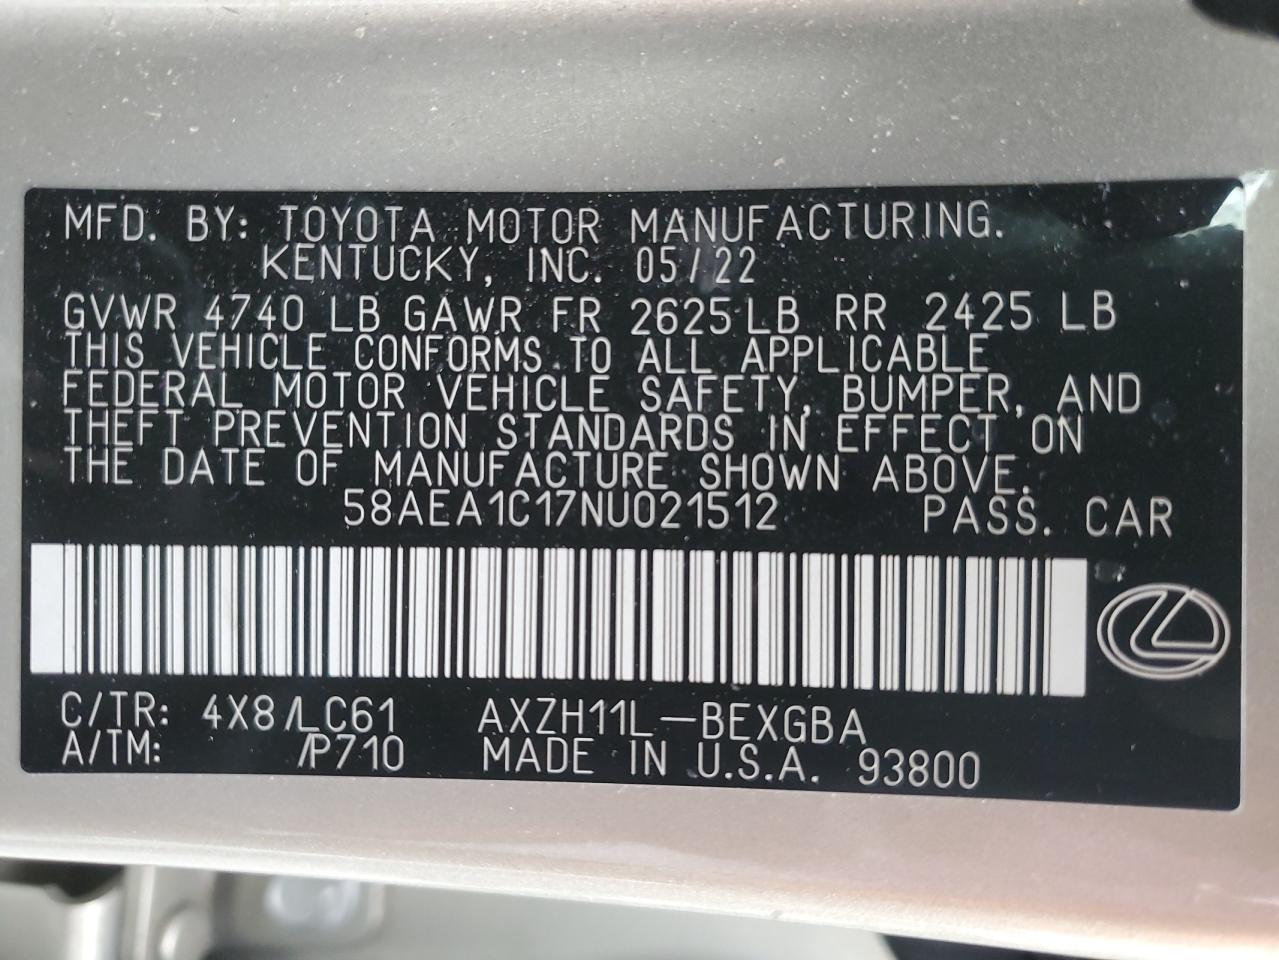 MFD. BY: TOYOTA MOTOR MANUFACTURING.
KENTUCKY, INC. 05/22
GVWR 4740 LB GAWR FR 2625 LB RR 2425 LB
THIS VEHICLE CONFORMS TO ALL APPLICABLE
FEDERAL MOTOR VEHICLE SAFETY, BUMPER, AND
THEFT PREVENTION STANDARDS IN EFFECT ON
THE DATE OF MANUFACTURE SHOWN ABOVE.
58AEA1C17NU021512 PASS. CAR
C/TR: 4X8/LC61 AXZH11L-BEXGBA
A/TM: /P710 MADE IN U.S.A. 93800